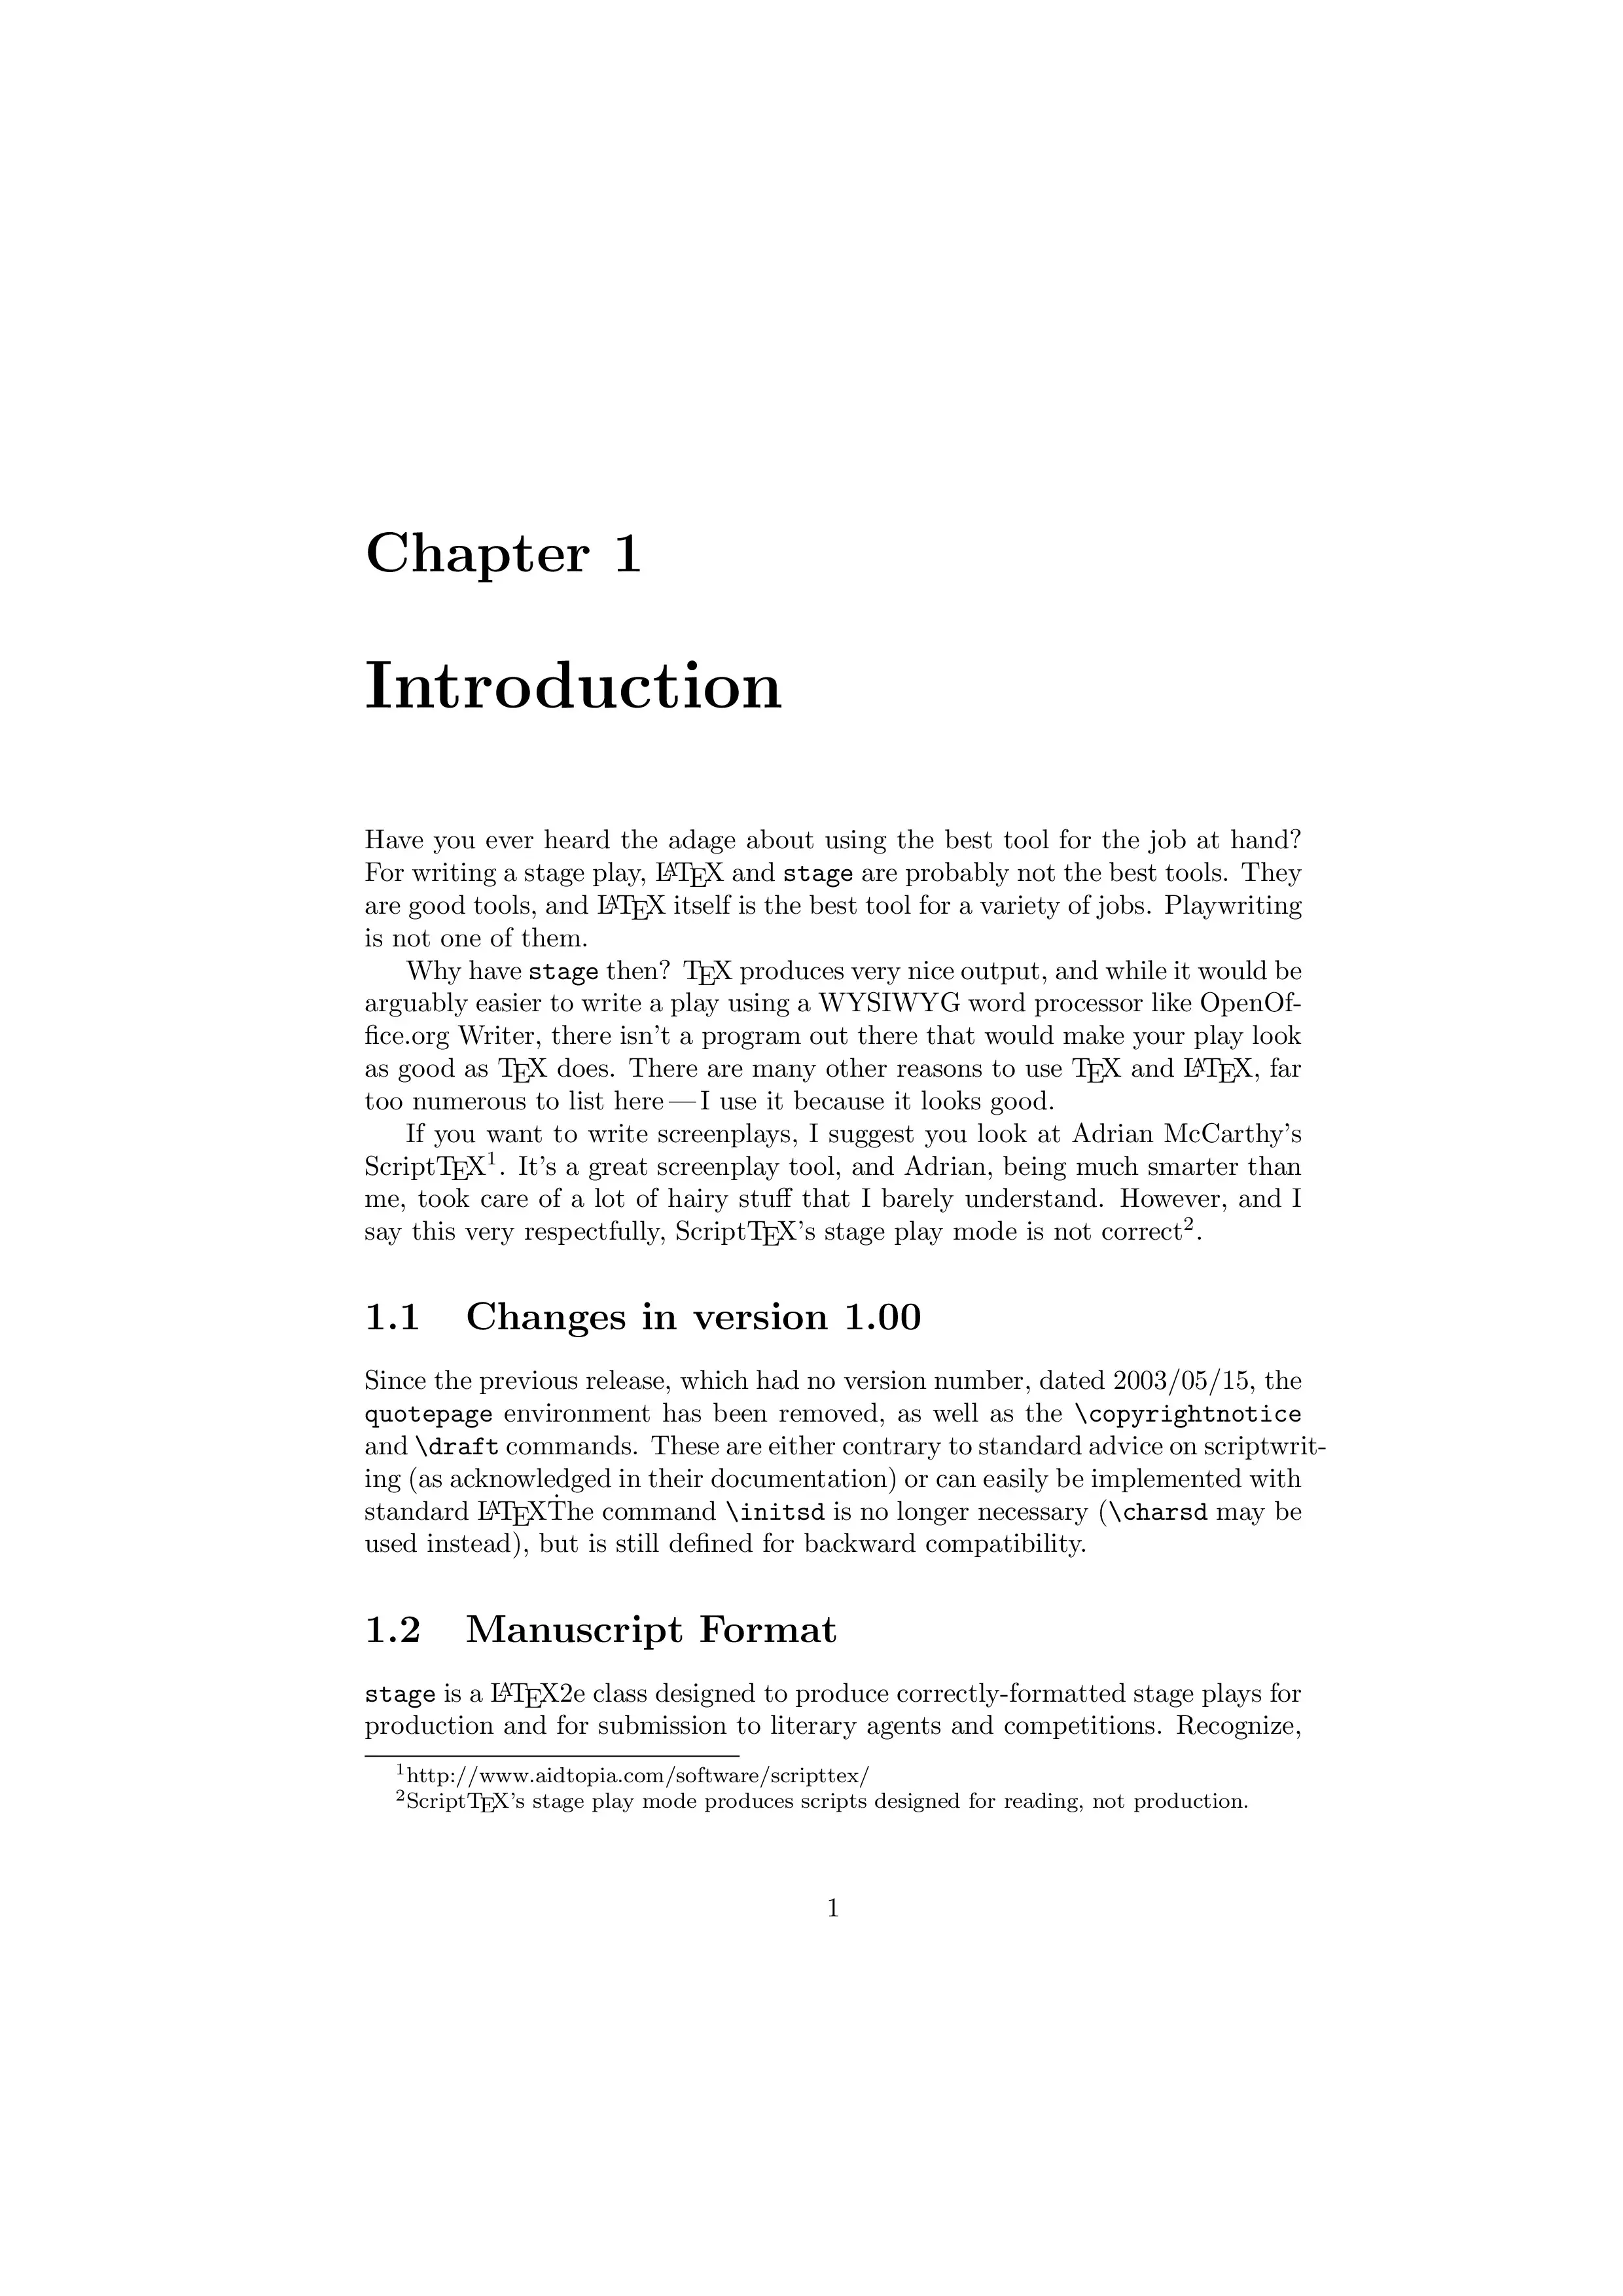 Chapter 1
Introduction
Have you ever heard the adage about using the best tool for the job at hand?
For writing a stage play, LATEX and stage are probably not the best tools. They
are good tools, and LATEX itself is the best tool for a variety of jobs. Playwriting
is not one of them.
Why have stage then? TEX produces very nice output, and while it would be
arguably easier to write a play using a WYSIWYG word processor like OpenOf-
fice.org Writer, there isn't a program out there that would make your play look
as good as TEX does. There are many other reasons to use TEX and LATEX, far
too numerous to list here — I use it because it looks good.
If you want to write screenplays, I suggest you look at Adrian McCarthy's
ScriptTEX¹. It's a great screenplay tool, and Adrian, being much smarter than
me, took care of a lot of hairy stuff that I barely understand. However, and I
say this very respectfully, ScriptTEX's stage play mode is not correct².
1.1 Changes in version 1.00
Since the previous release, which had no version number, dated 2003/05/15, the
quotepage environment has been removed, as well as the \copyrightnotice
and \draft commands. These are either contrary to standard advice on scriptwrit-
ing (as acknowledged in their documentation) or can easily be implemented with
standard LATEXṪhe command \initsd is no longer necessary (\charsd may be
used instead), but is still defined for backward compatibility.
1.2 Manuscript Format
stage is a LATEX2e class designed to produce correctly-formatted stage plays for
production and for submission to literary agents and competitions. Recognize,
¹http://www.aidtopia.com/software/scripttex/
²ScriptTEX's stage play mode produces scripts designed for reading, not production.
1